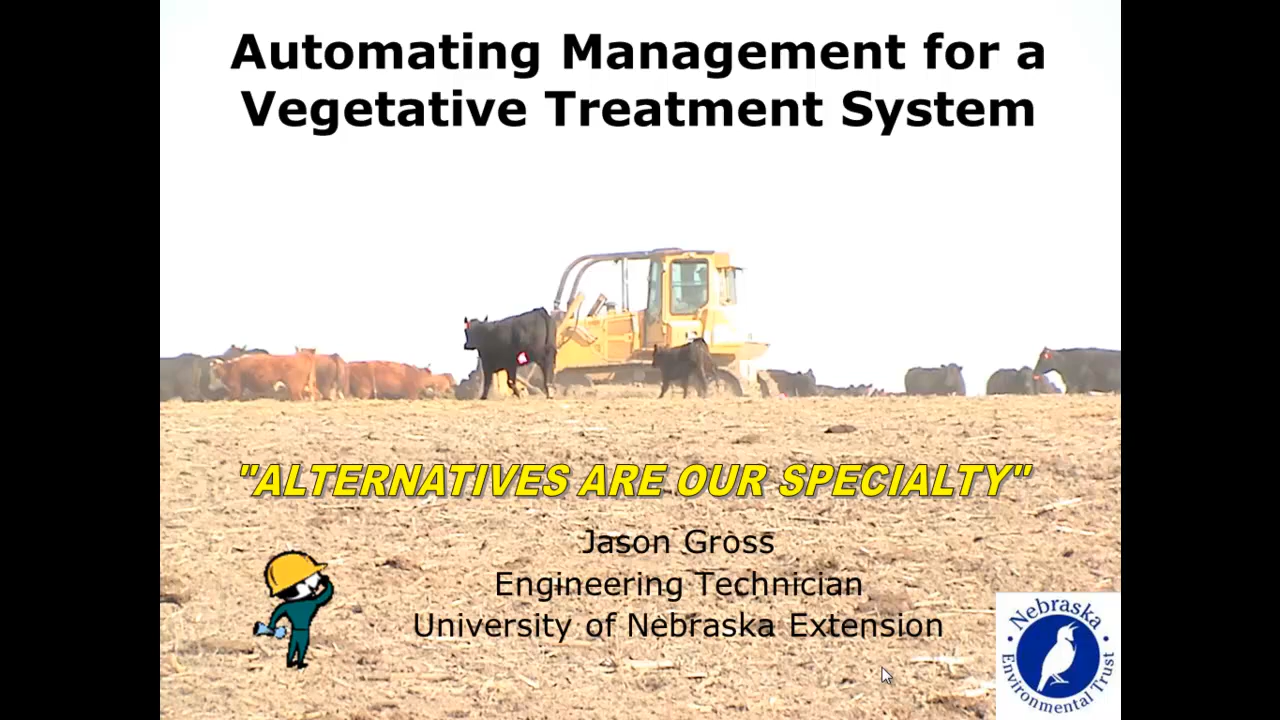 Automating Management for a
Vegetative Treatment System
"ALTERNATIVES ARE OUR SPECIALTY"
Jason Gross
Engineering Technician
University of Nebraska Extension
Nebraska
Environmental Trust